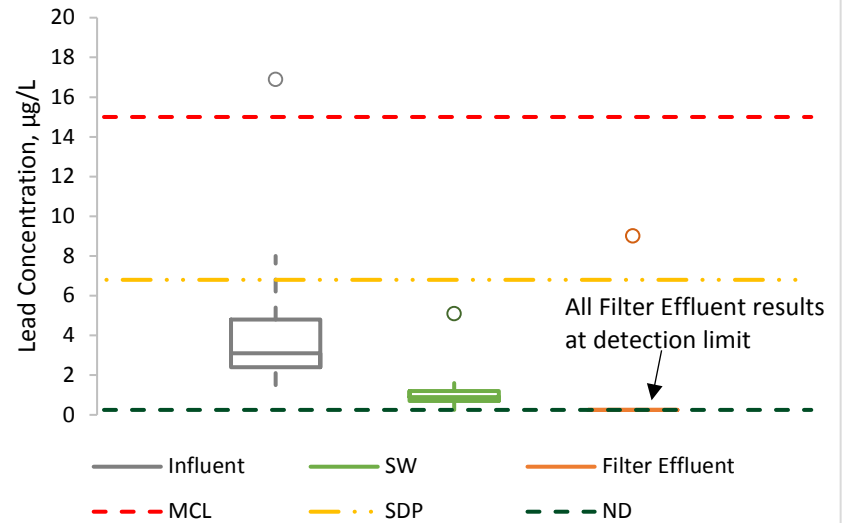 20
18
16
14
12
10
8
6
4
2
0
Lead Concentration, µg/L
All Filter Effluent results
at detection limit
Influent SW Filter Effluent
MCL SDP ND